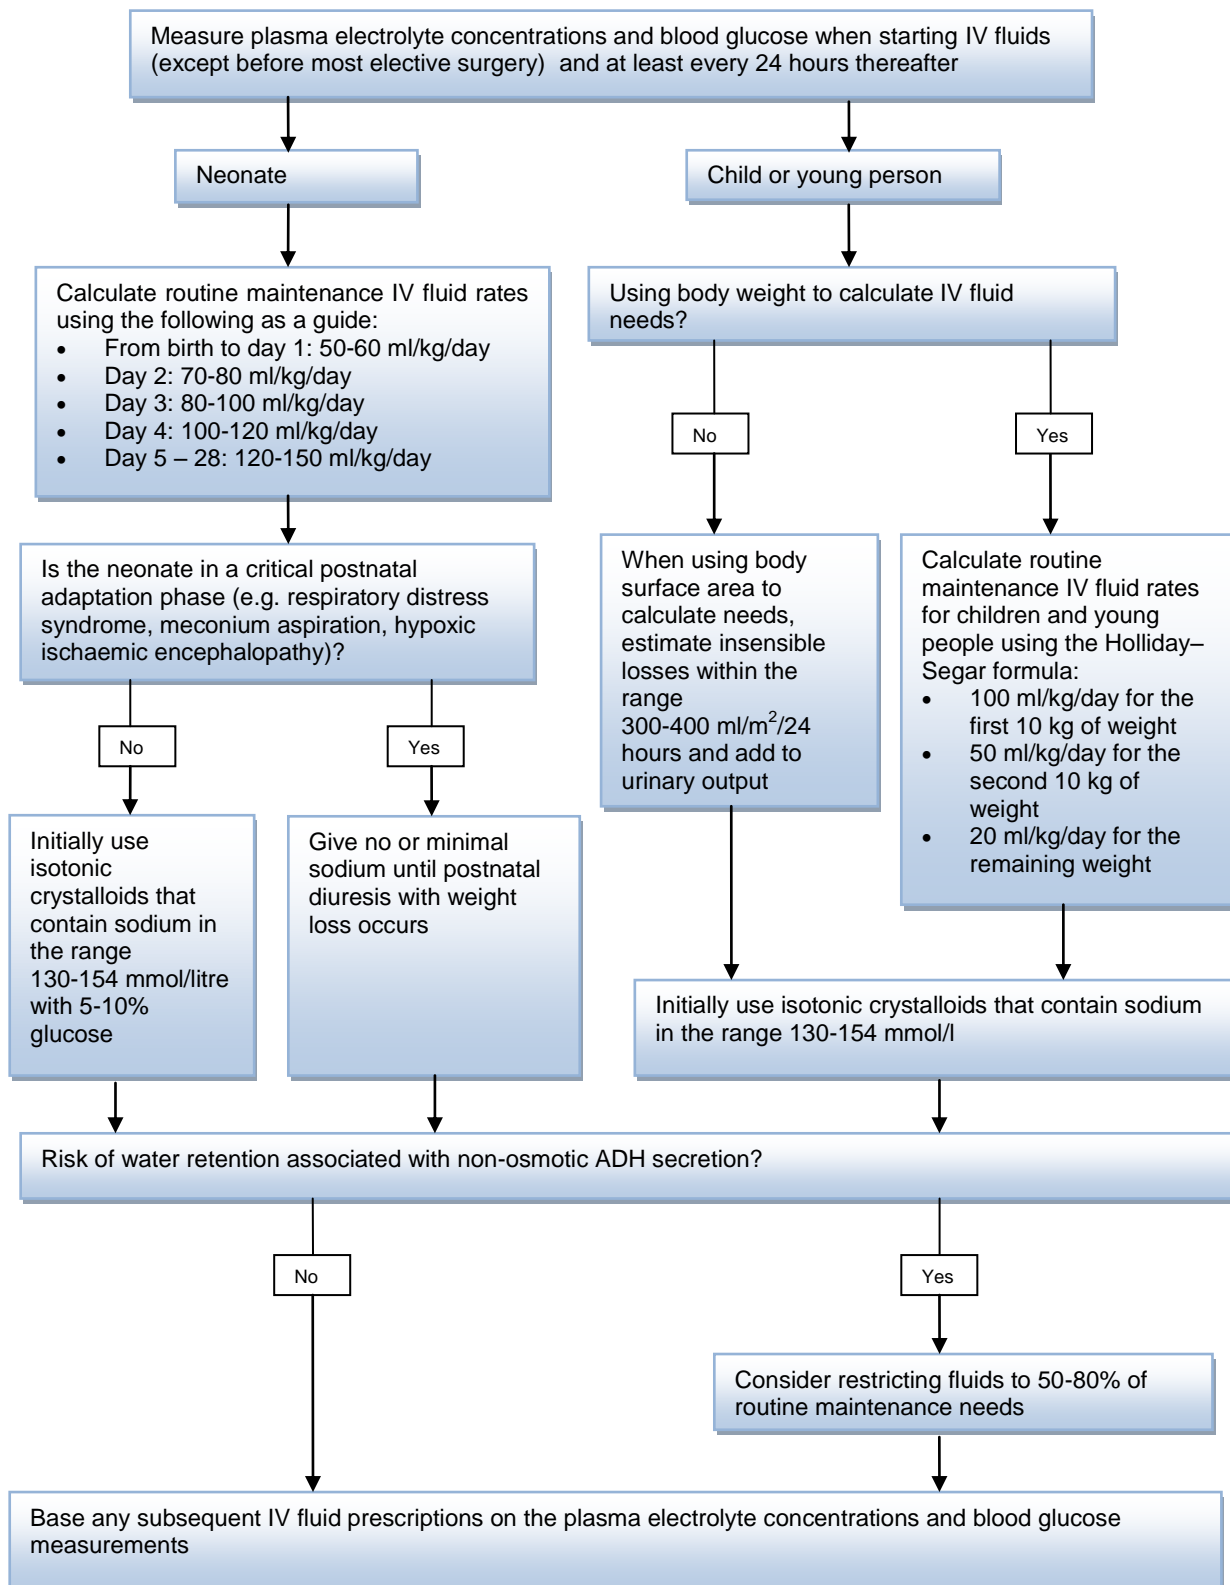 Measure plasma electrolyte concentrations and blood glucose when starting IV fluids
(except before most elective surgery)  and at least every 24 hours thereafter
Neonate
Child or young person
Calculate routine maintenance IV fluid rates
using the following as a guide:
• From birth to day 1: 50-60 ml/kg/day
• Day 2: 70-80 ml/kg/day
• Day 3: 80-100 ml/kg/day
• Day 4: 100-120 ml/kg/day
• Day 5 – 28: 120-150 ml/kg/day
Using body weight to calculate IV fluid
needs?
No
Yes
Is the neonate in a critical postnatal
adaptation phase (e.g. respiratory distress
syndrome, meconium aspiration, hypoxic
ischaemic encephalopathy)?
When using body
surface area to
calculate needs,
estimate insensible
losses within the
range
300-400 ml/m²/24
hours and add to
urinary output
Calculate routine
maintenance IV fluid rates
for children and young
people using the Holliday–
Segar formula:
• 100 ml/kg/day for the
first 10 kg of weight
• 50 ml/kg/day for the
second 10 kg of
weight
• 20 ml/kg/day for the
remaining weight
No
Yes
Initially use
isotonic
crystalloids that
contain sodium in
the range
130-154 mmol/litre
with 5-10%
glucose
Give no or minimal
sodium until postnatal
diuresis with weight
loss occurs
Initially use isotonic crystalloids that contain sodium
in the range 130-154 mmol/l
Risk of water retention associated with non-osmotic ADH secretion?
No
Yes
Consider restricting fluids to 50-80% of
routine maintenance needs
Base any subsequent IV fluid prescriptions on the plasma electrolyte concentrations and blood glucose
measurements